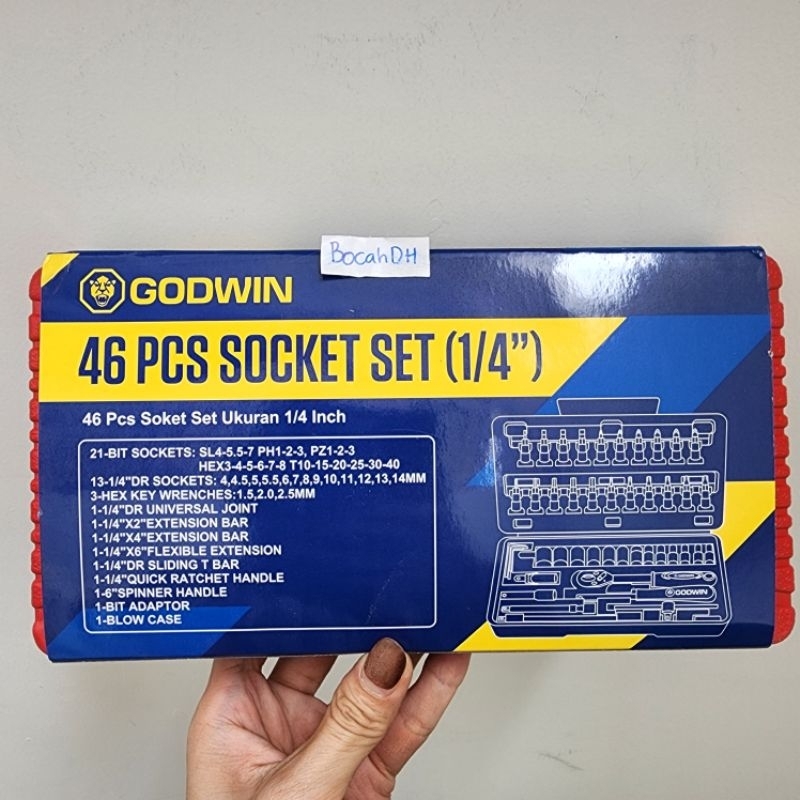 BocahDH
GODWIN
46 PCS SOCKET SET (1/4")
46 Pcs Soket Set Ukuran 1/4 Inch
21-BIT SOCKETS: SL4-5.5-7 PH1-2-3, PZ1-2-3
HEX3-4-5-6-7-8 T10-15-20-25-30-40
13-1/4"DR SOCKETS: 4,4.5,5,5.5,6,7,8,9,10,11,12,13,14MM
3-HEX KEY WRENCHES:1.5,2.0,2.5MM
1-1/4"DR UNIVERSAL JOINT
1-1/4"X2"EXTENSION BAR
1-1/4"X4"EXTENSION BAR
1-1/4"X6"FLEXIBLE EXTENSION
1-1/4"DR SLIDING T BAR
1-1/4"QUICK RATCHET HANDLE
1-6"SPINNER HANDLE
1-BIT ADAPTOR
1-BLOW CASE
GODWIN